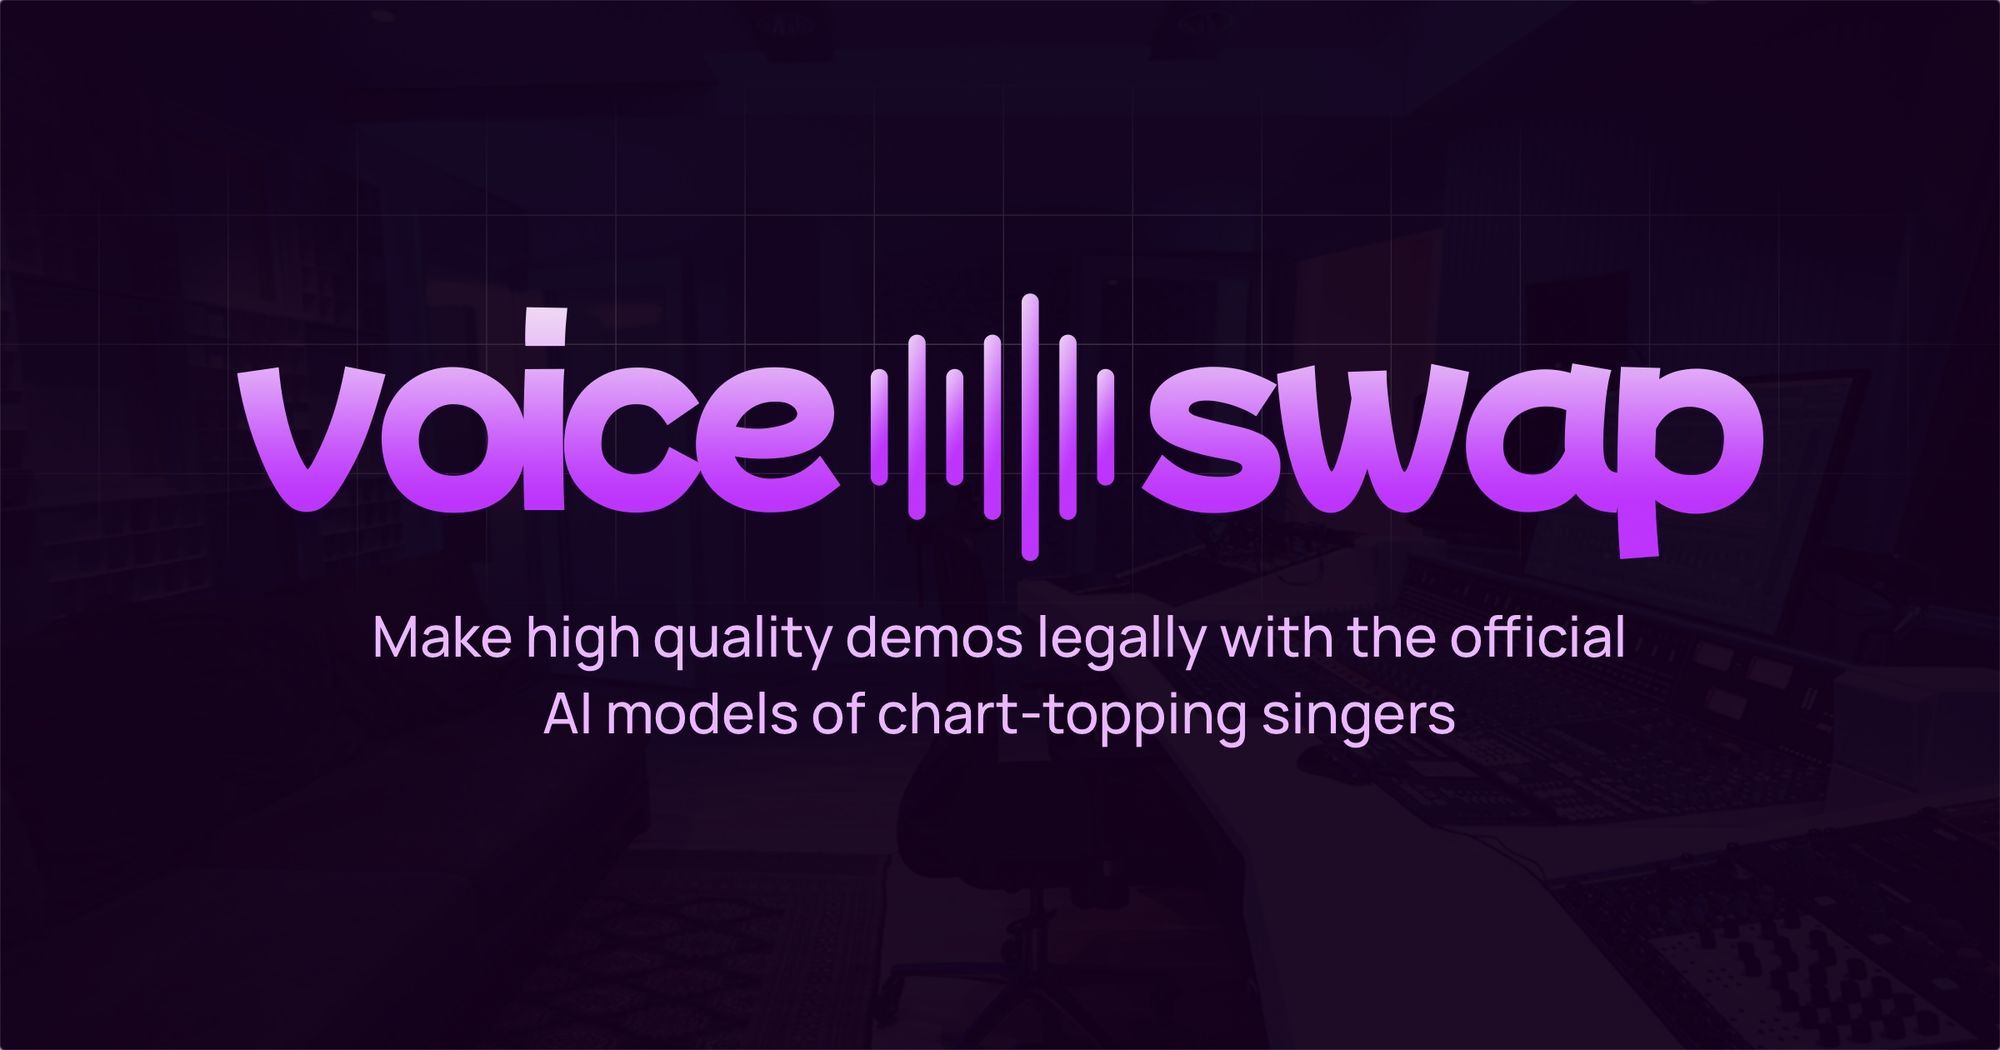 voice swap
Make high quality demos legally with the official
AI models of chart-topping singers